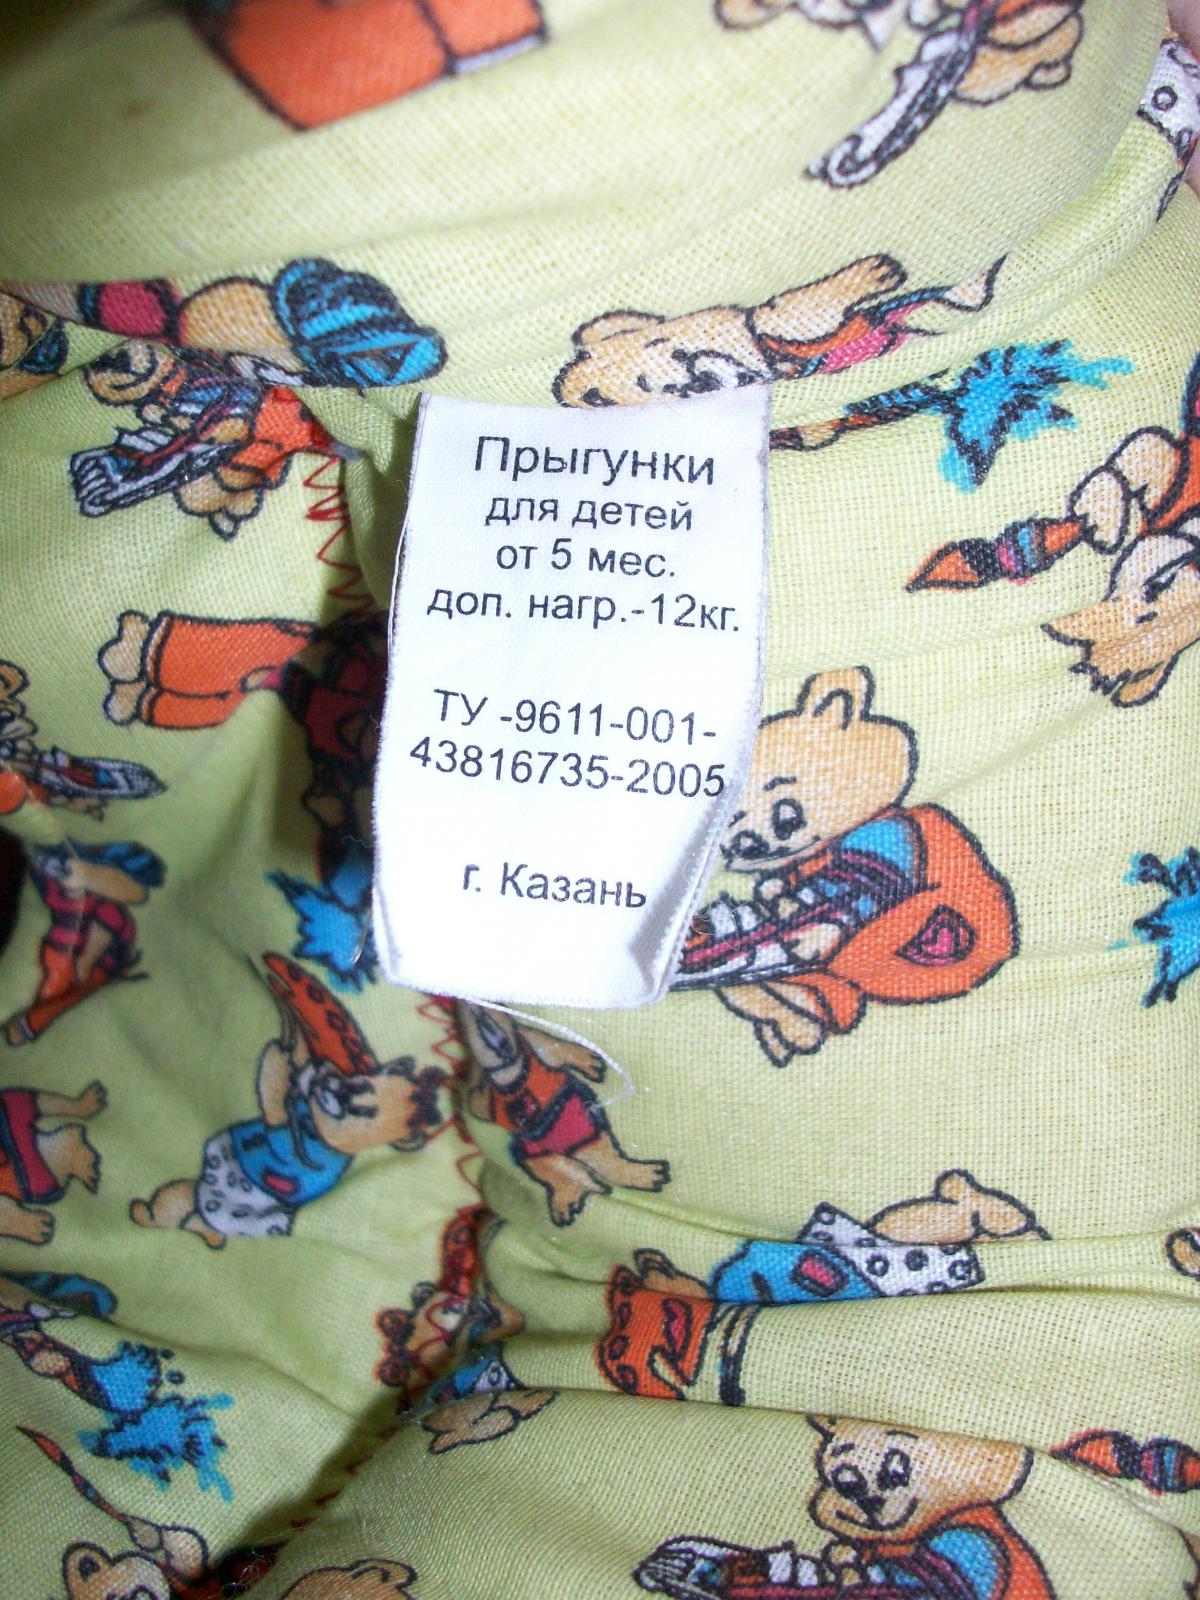 Прыгунки
для детей
от 5 мес.
доп. нагр.-12кг.
ТУ -9611-001-
43816735-2005
г. Казань